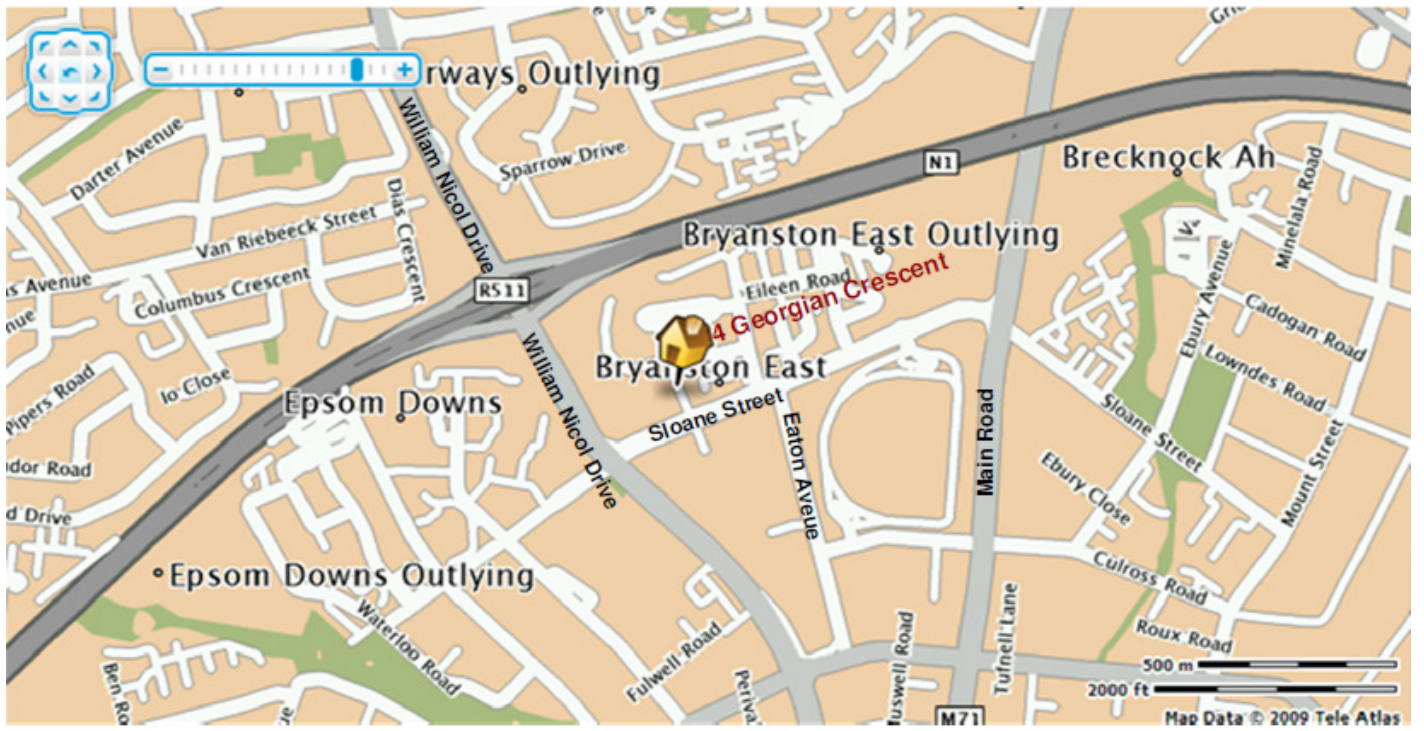 rways Outlying
William Nicol Drive
Darter Avenue
Sparrow Drive
N1
Brecknock Ah
Minelala Road
Dias Crescent
Van Riebeeck Street
Bryanston East Outlying
Avenue
Columbus Crescent
R511
Eileen Road
4 Georgian Crescent
Ebury Avenue
Cadogan Road
Lowndes Road
Pipers Road
Io Close
Epsom Downs
William Nicol Drive
Bryanston East
Sloane Street
Eaton Aveue
Main Road
Sloane Street
Mount Street
dor Road
d Drive
Ebury Close
Epsom Downs Outlying
Culross Road
Waterloo Road
Fulwell Road
Tufnell Lane
Roux Road
Ben Ro
Periva
uswell Road
M71
500 m
2000 ft
Map Data © 2009 Tele Atlas